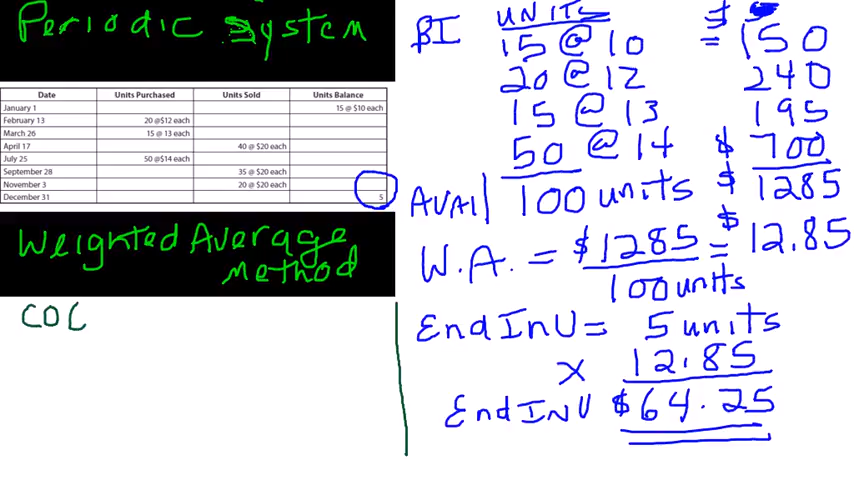 Periodic System
Date Units Purchased Units Sold Units Balance
January 1 15 @ $10 each
February 13 20 @$12 each
March 26 15 @ 13 each
April 17 40 @ $20 each
July 25 50 @$14 each
September 28 35 @ $20 each
November 3 20 @ $20 each
December 31 5
Weighted Average
method
COC
UNITS $
BI 15 @ 10 = 150
20 @ 12 240
15 @ 13 195
50 @ 14 $ 700
AVAIl 100 units $ 1285
W.A. = $1285 = $12.85
100 units
End InU = 5 units
x 12.85
End INU $64.25